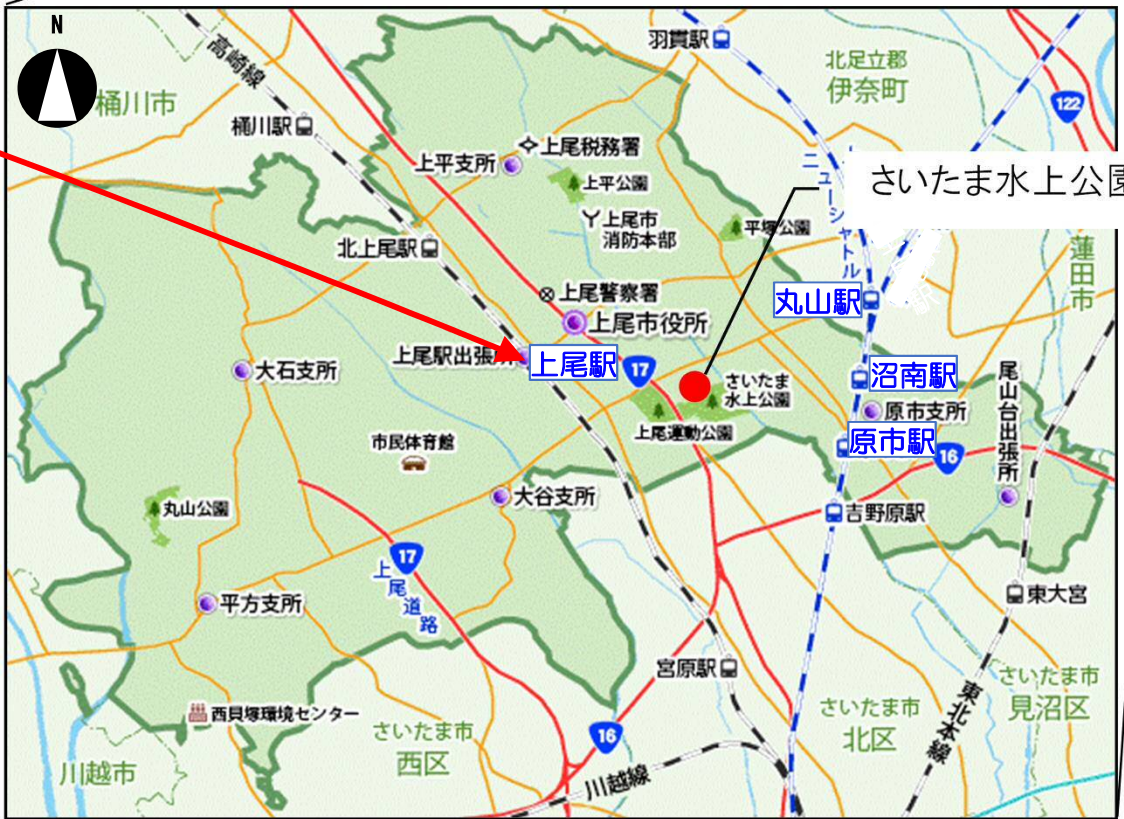 N
高崎線
羽貫駅
北足立郡
伊奈町
122
桶川市
桶川駅
上尾税務署
上平支所
上平公園
ニューシャトル
さいたま水上公園
上尾市
消防本部
平塚公園
蓮田市
北上尾駅
上尾警察署
丸山駅
上尾市役所
上尾駅出張所
上尾駅
17
大石支所
さいたま
水上公園
沼南駅
尾山台出張所
原市支所
上尾運動公園
市民体育館
原市駅
16
大谷支所
丸山公園
吉野原駅
17
上尾道路
平方支所
東大宮
宮原駅
さいたま市
見沼区
西貝塚環境センター
さいたま市
西区
16
さいたま市
北区
東北本線
川越市
川越線